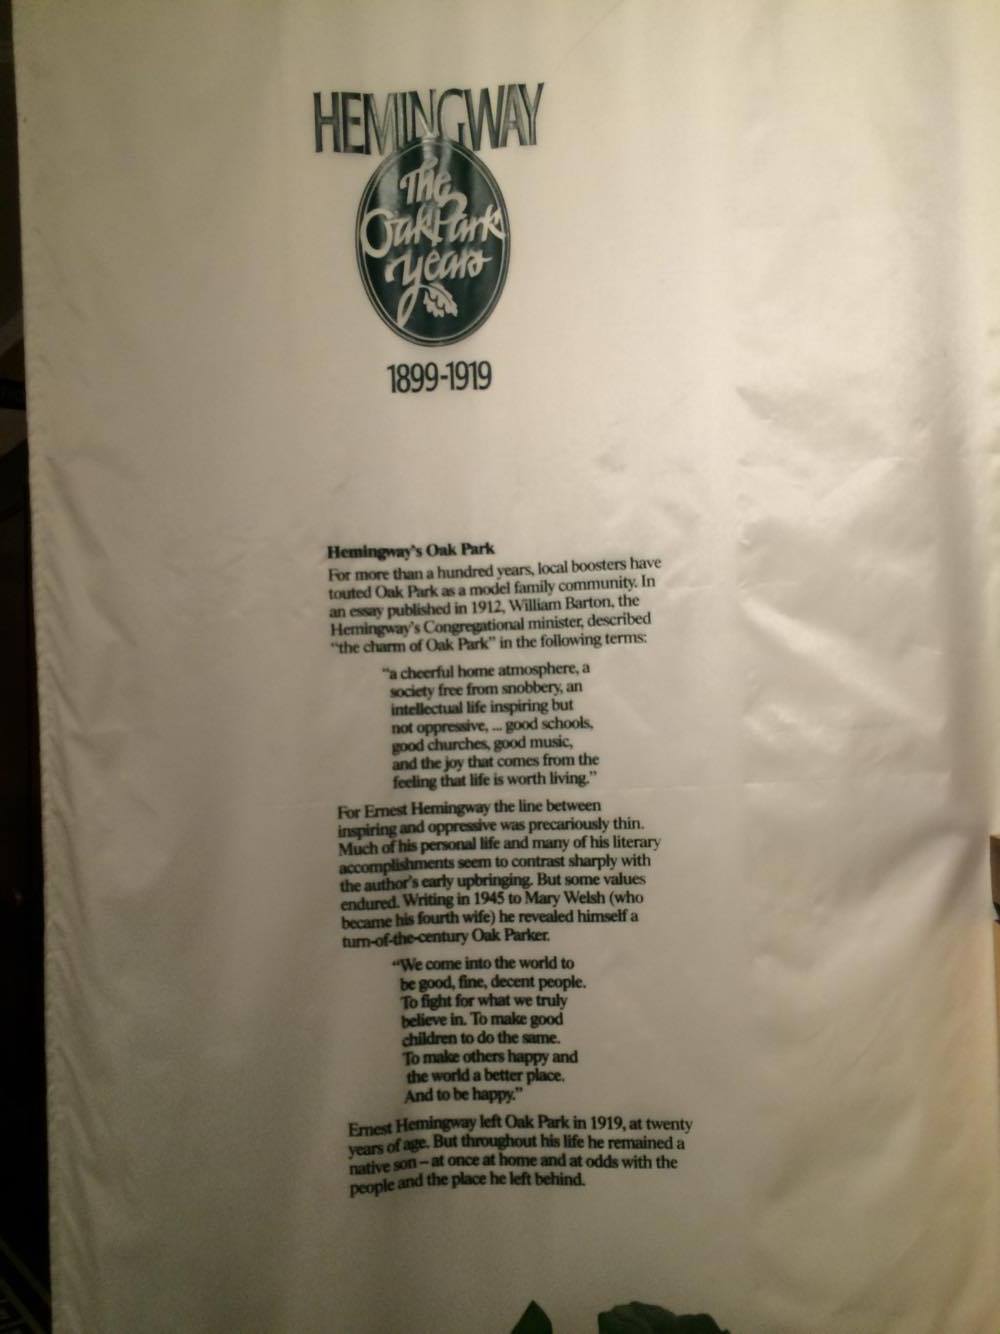 HEMINGWAY
The
Oak Park
Years
1899-1919
Hemingway's Oak Park
For more than a hundred years, local boosters have
touted Oak Park as a model family community. In
an essay published in 1912, William Barton, the
Hemingway's Congregational minister, described
"the charm of Oak Park" in the following terms:
"a cheerful home atmosphere, a
society free from snobbery, an
intellectual life inspiring but
not oppressive, ... good schools,
good churches, good music,
and the joy that comes from the
feeling that life is worth living."
For Ernest Hemingway the line between
inspiring and oppressive was precariously thin.
Much of his personal life and many of his literary
accomplishments seem to contrast sharply with
the author's early upbringing. But some values
endured. Writing in 1945 to Mary Welsh (who
became his fourth wife) he revealed himself a
turn-of-the-century Oak Parker.
"We come into the world to
be good, fine, decent people.
To fight for what we truly
believe in. To make good
children to do the same.
To make others happy and
the world a better place.
And to be happy."
Ernest Hemingway left Oak Park in 1919, at twenty
years of age. But throughout his life he remained a
native son – at once at home and at odds with the
people and the place he left behind.